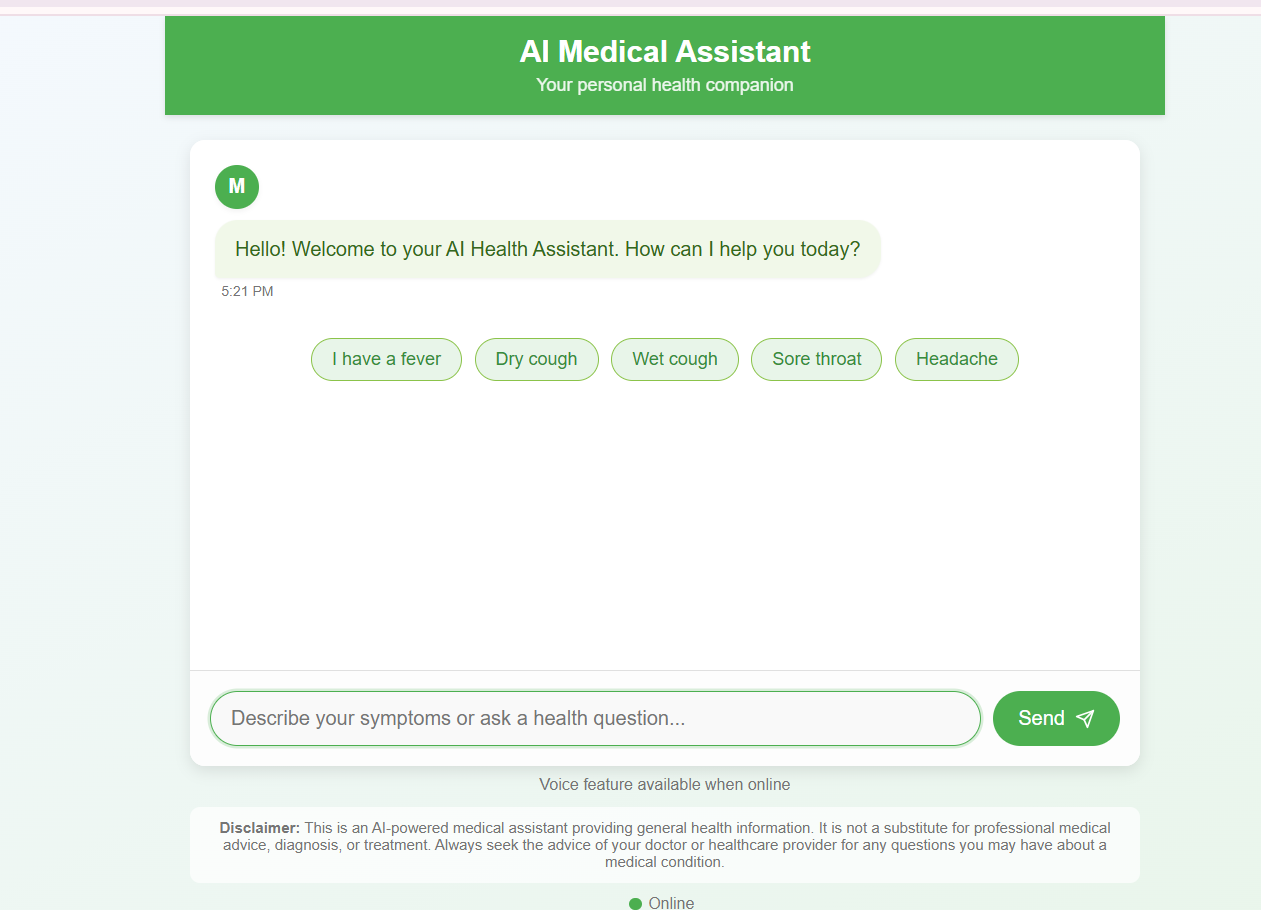 AI Medical Assistant
Your personal health companion
M
Hello! Welcome to your AI Health Assistant. How can I help you today?
5:21 PM
I have a fever Dry cough Wet cough Sore throat Headache
Describe your symptoms or ask a health question...
Send
Voice feature available when online
Disclaimer: This is an AI-powered medical assistant providing general health information. It is not a substitute for professional medical
advice, diagnosis, or treatment. Always seek the advice of your doctor or healthcare provider for any questions you may have about a
medical condition.
Online